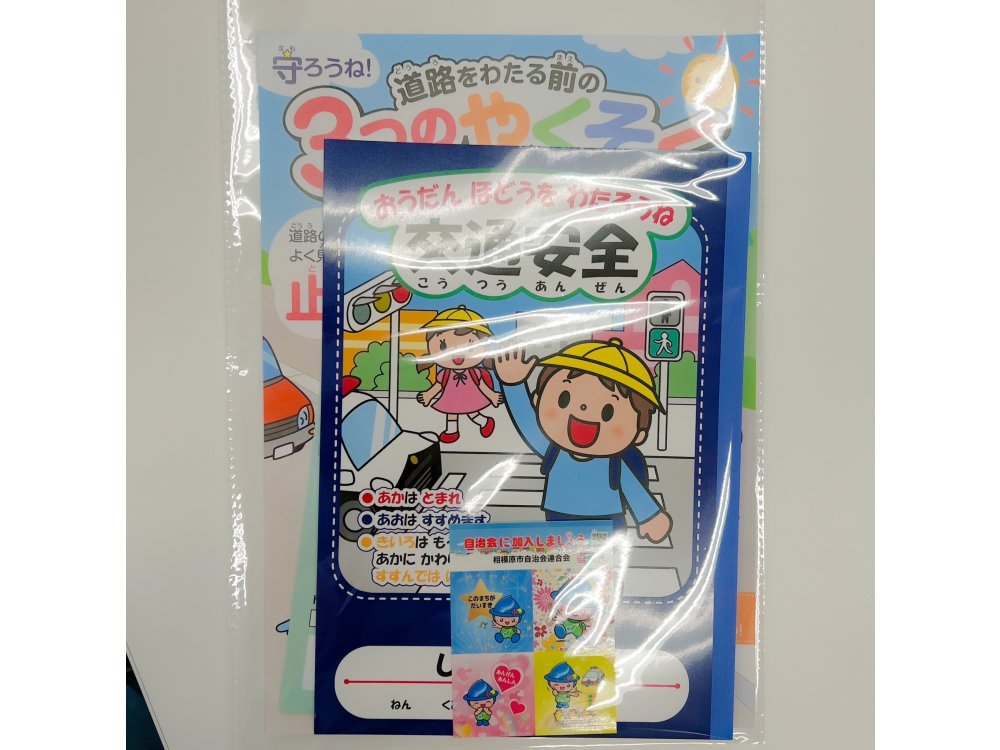 守ろうね!
道路をわたる前の
3つのやくそく
道路の
よく見
止
おうだん ほどうを わたろうね
交通安全
こう つう あん ぜん
あかは とまれ
あおは すすめます
きいろは も
あかに かわ
すすんでは
自治会に加入しましょう
相模原市自治会連合会
このまちが
だいすき
あんぜん
あんしん
し
ねん く